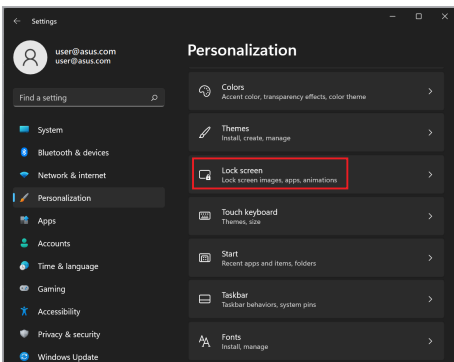 Settings
user@asus.com
user@asus.com
Find a setting
System
Bluetooth & devices
Network & internet
Personalization
Apps
Accounts
Time & language
Gaming
Accessibility
Privacy & security
Windows Update
Personalization
Colors
Accent color, transparency effects, color theme
Themes
Install, create, manage
Lock screen
Lock screen images, apps, animations
Touch keyboard
Themes, size
Start
Recent apps and items, folders
Taskbar
Taskbar behaviors, system pins
Fonts
Install, manage